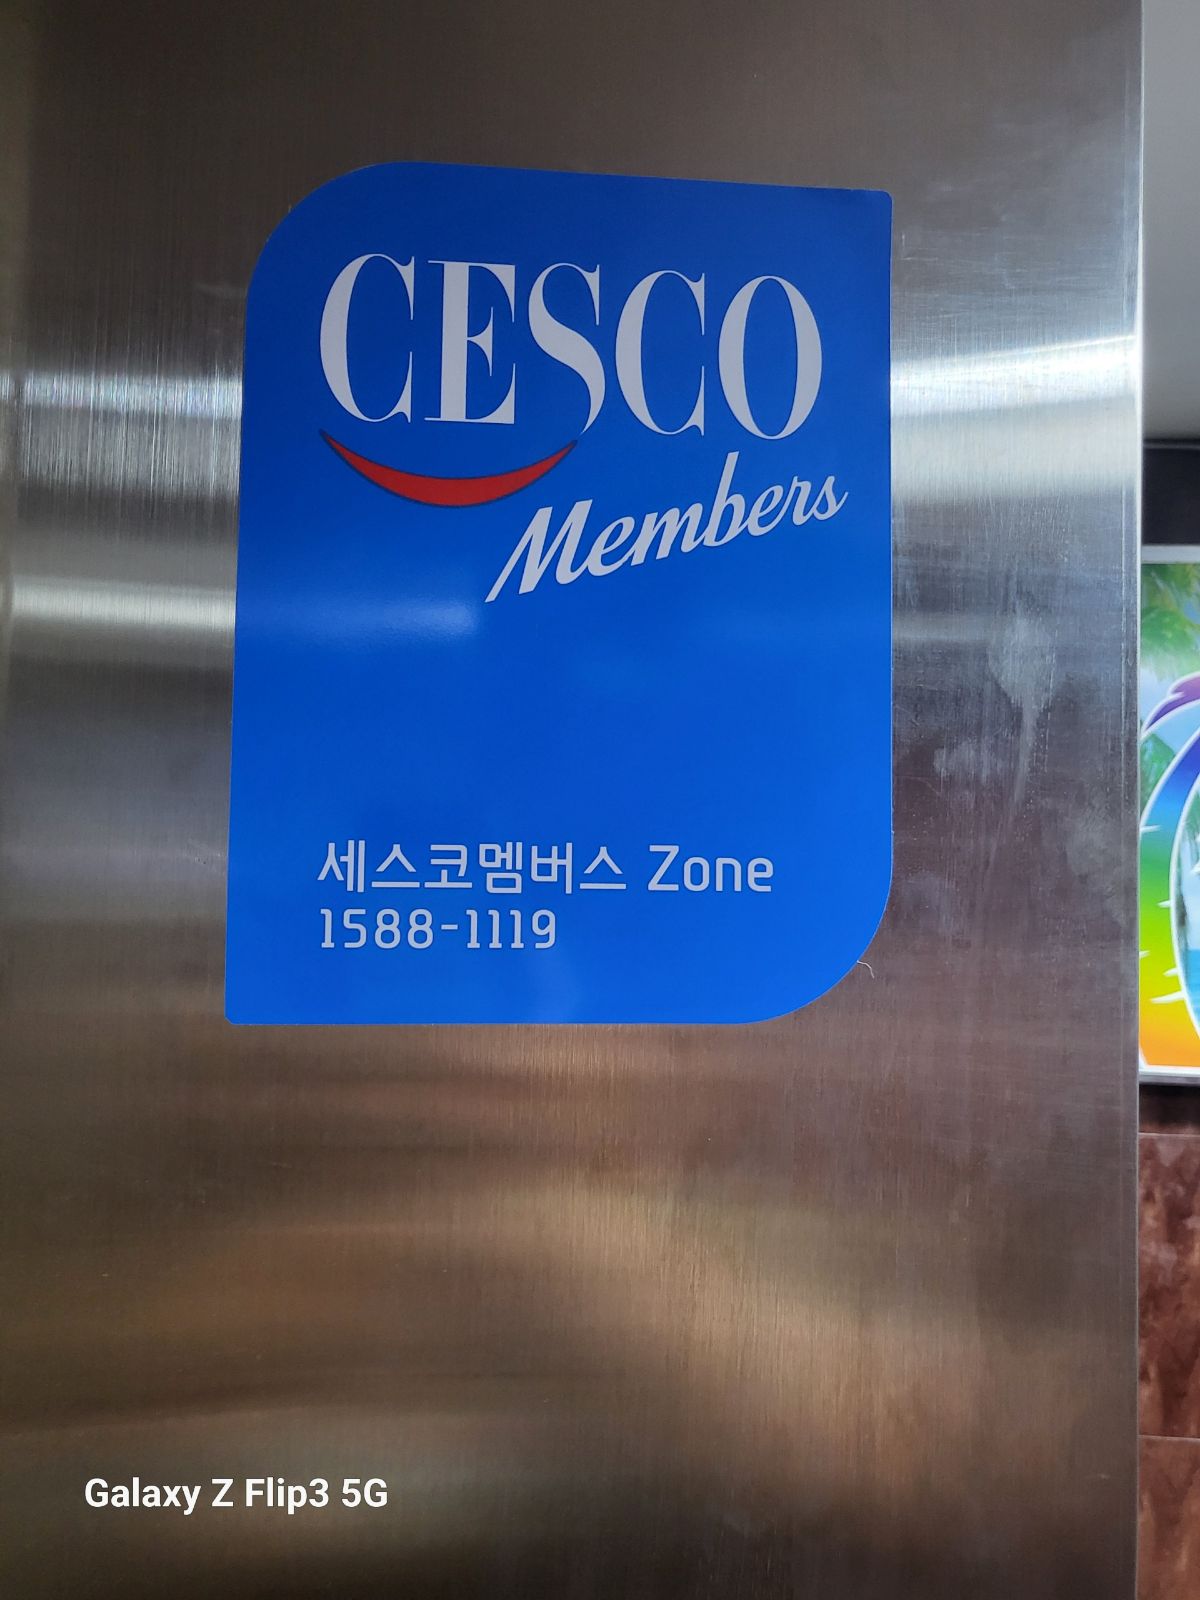 CESCO
Members
세스코멤버스 Zone
1588-1119
Galaxy Z Flip3 5G